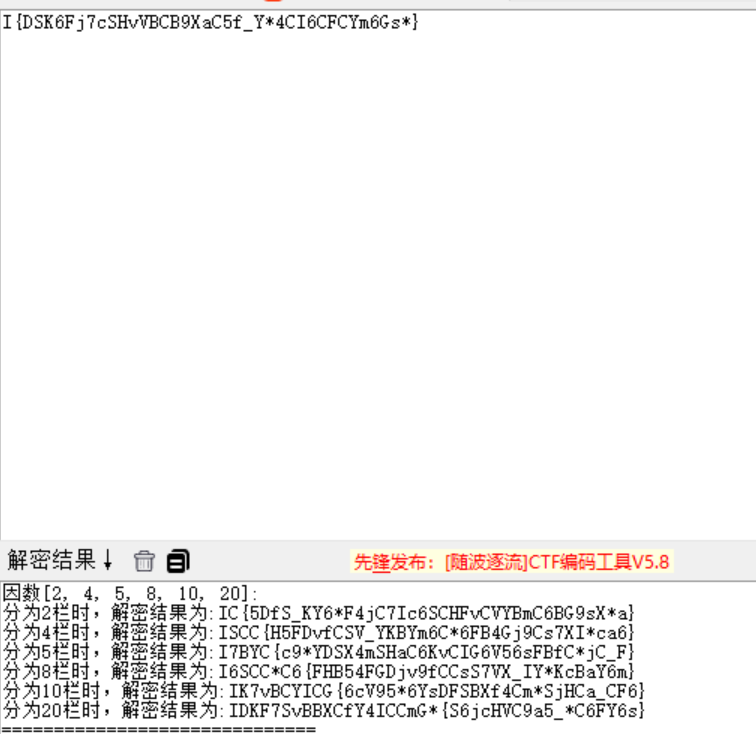 I{DSK6Fj7cSHvVBCB9XaC5f_Y*4CI6CFCYm6Gs*}
解密结果↓ 先锋发布：[随波逐流]CTF编码工具V5.8
因数[2, 4, 5, 8, 10, 20]:
分为2栏时，解密结果为:IC{5DfS_KY6*F4jC7Ic6SCHFvCVYBmC6BG9sX*a}
分为4栏时，解密结果为:ISCC{H5FDvfCSV_YKBYm6C*6FB4Gj9Cs7XI*ca6}
分为5栏时，解密结果为:I7BYC{c9*YDSX4mSHaC6KvCIG6V56sFBfC*jC_F}
分为8栏时，解密结果为:I6SCC*C6{FHB54FGDjv9fCCsS7VX_IY*KcBaY6m}
分为10栏时，解密结果为:IK7vBCYICG{6cV95*6YsDFSBXf4Cm*SjHCa_CF6}
分为20栏时，解密结果为:IDKF7SvBBXCfY4ICCmG*{S6jcHVC9a5_*C6FY6s}
==============================